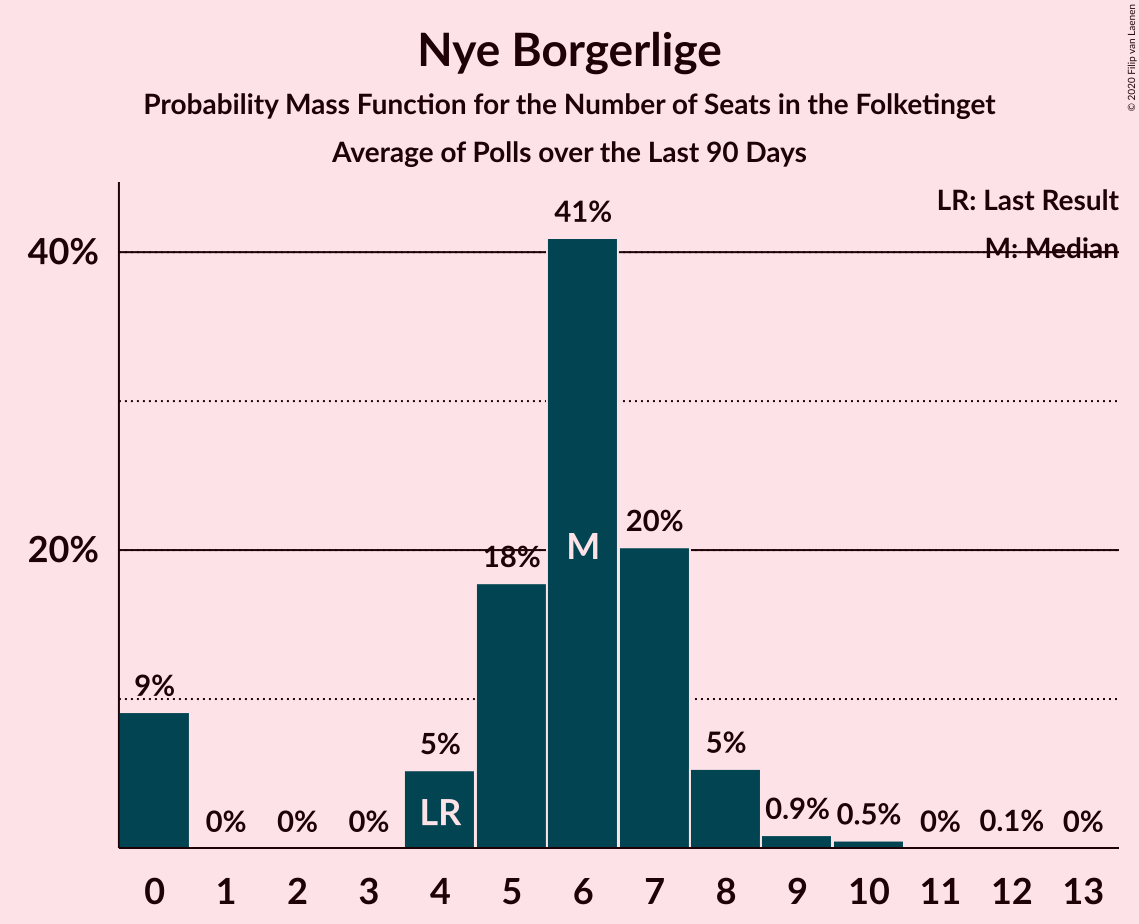 Nye Borgerlige
Probability Mass Function for the Number of Seats in the Folketinget
Average of Polls over the Last 90 Days
© 2020 Filip van Laenen
LR: Last Result
M: Median
40%
20%
9%
0%
0%
0%
5%
18%
41%
20%
5%
0.9%
0.5%
0%
0.1%
0%
LR
M
0 1 2 3 4 5 6 7 8 9 10 11 12 13